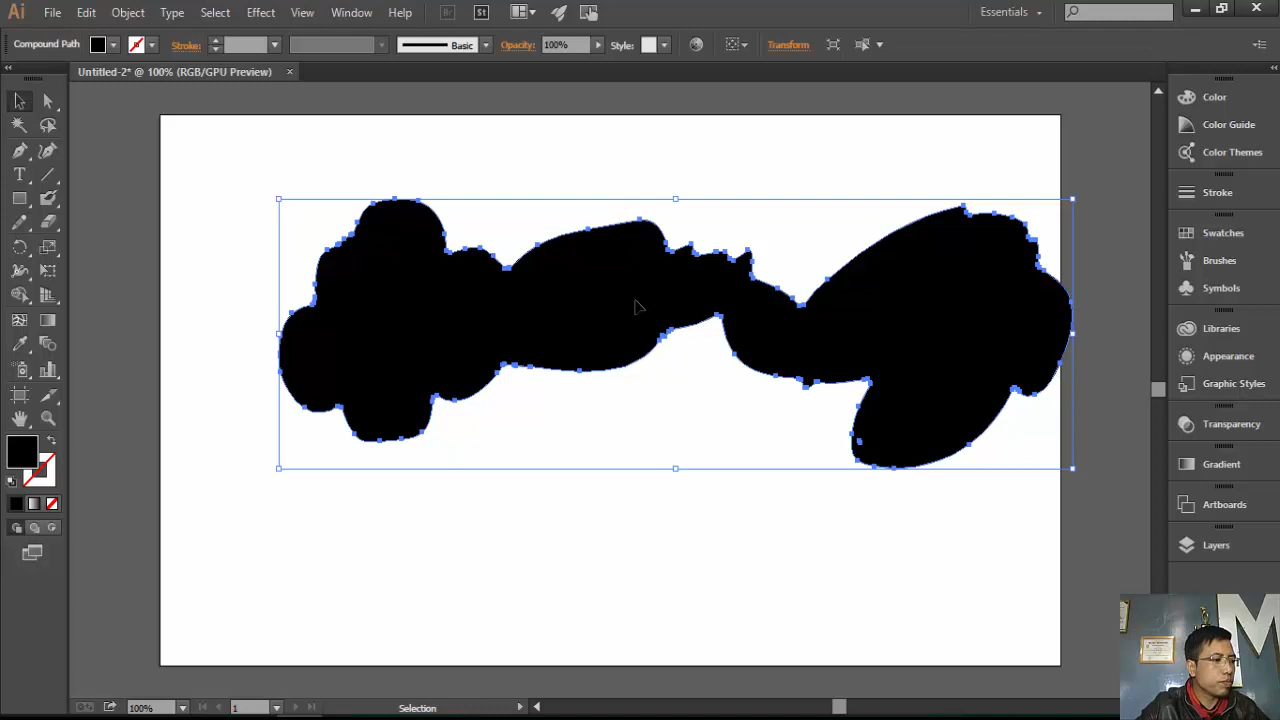 Ai File Edit Object Type Select Effect View Window Help Br St Essentials
Compound Path Stroke: Basic Opacity: 100% Style: Transform
Untitled-2* @ 100% (RGB/GPU Preview) ×
Color
Color Guide
Color Themes
Stroke
Swatches
Brushes
Symbols
Libraries
Appearance
Graphic Styles
Transparency
Gradient
Artboards
Layers
M
100% 1 Selection